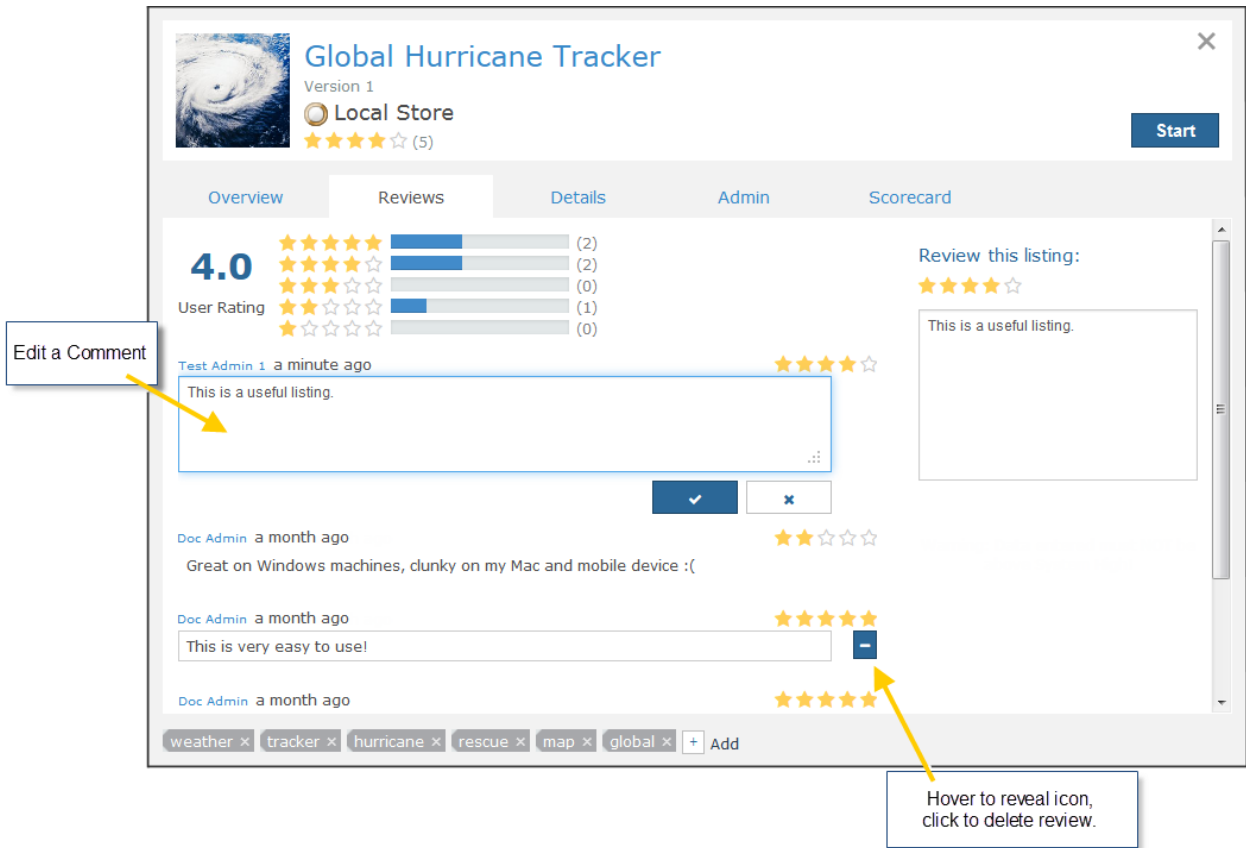 Global Hurricane Tracker
Version 1
Local Store
(5)
Start
Overview Reviews Details Admin Scorecard
4.0
User Rating
(2)
(2)
(0)
(1)
(0)
Review this listing:
This is a useful listing.
Edit a Comment
Test Admin 1 a minute ago
This is a useful listing.
Doc Admin a month ago
Great on Windows machines, clunky on my Mac and mobile device :(
Doc Admin a month ago
This is very easy to use!
Doc Admin a month ago
weather × tracker × hurricane × rescue × map × global × + Add
Hover to reveal icon,
click to delete review.